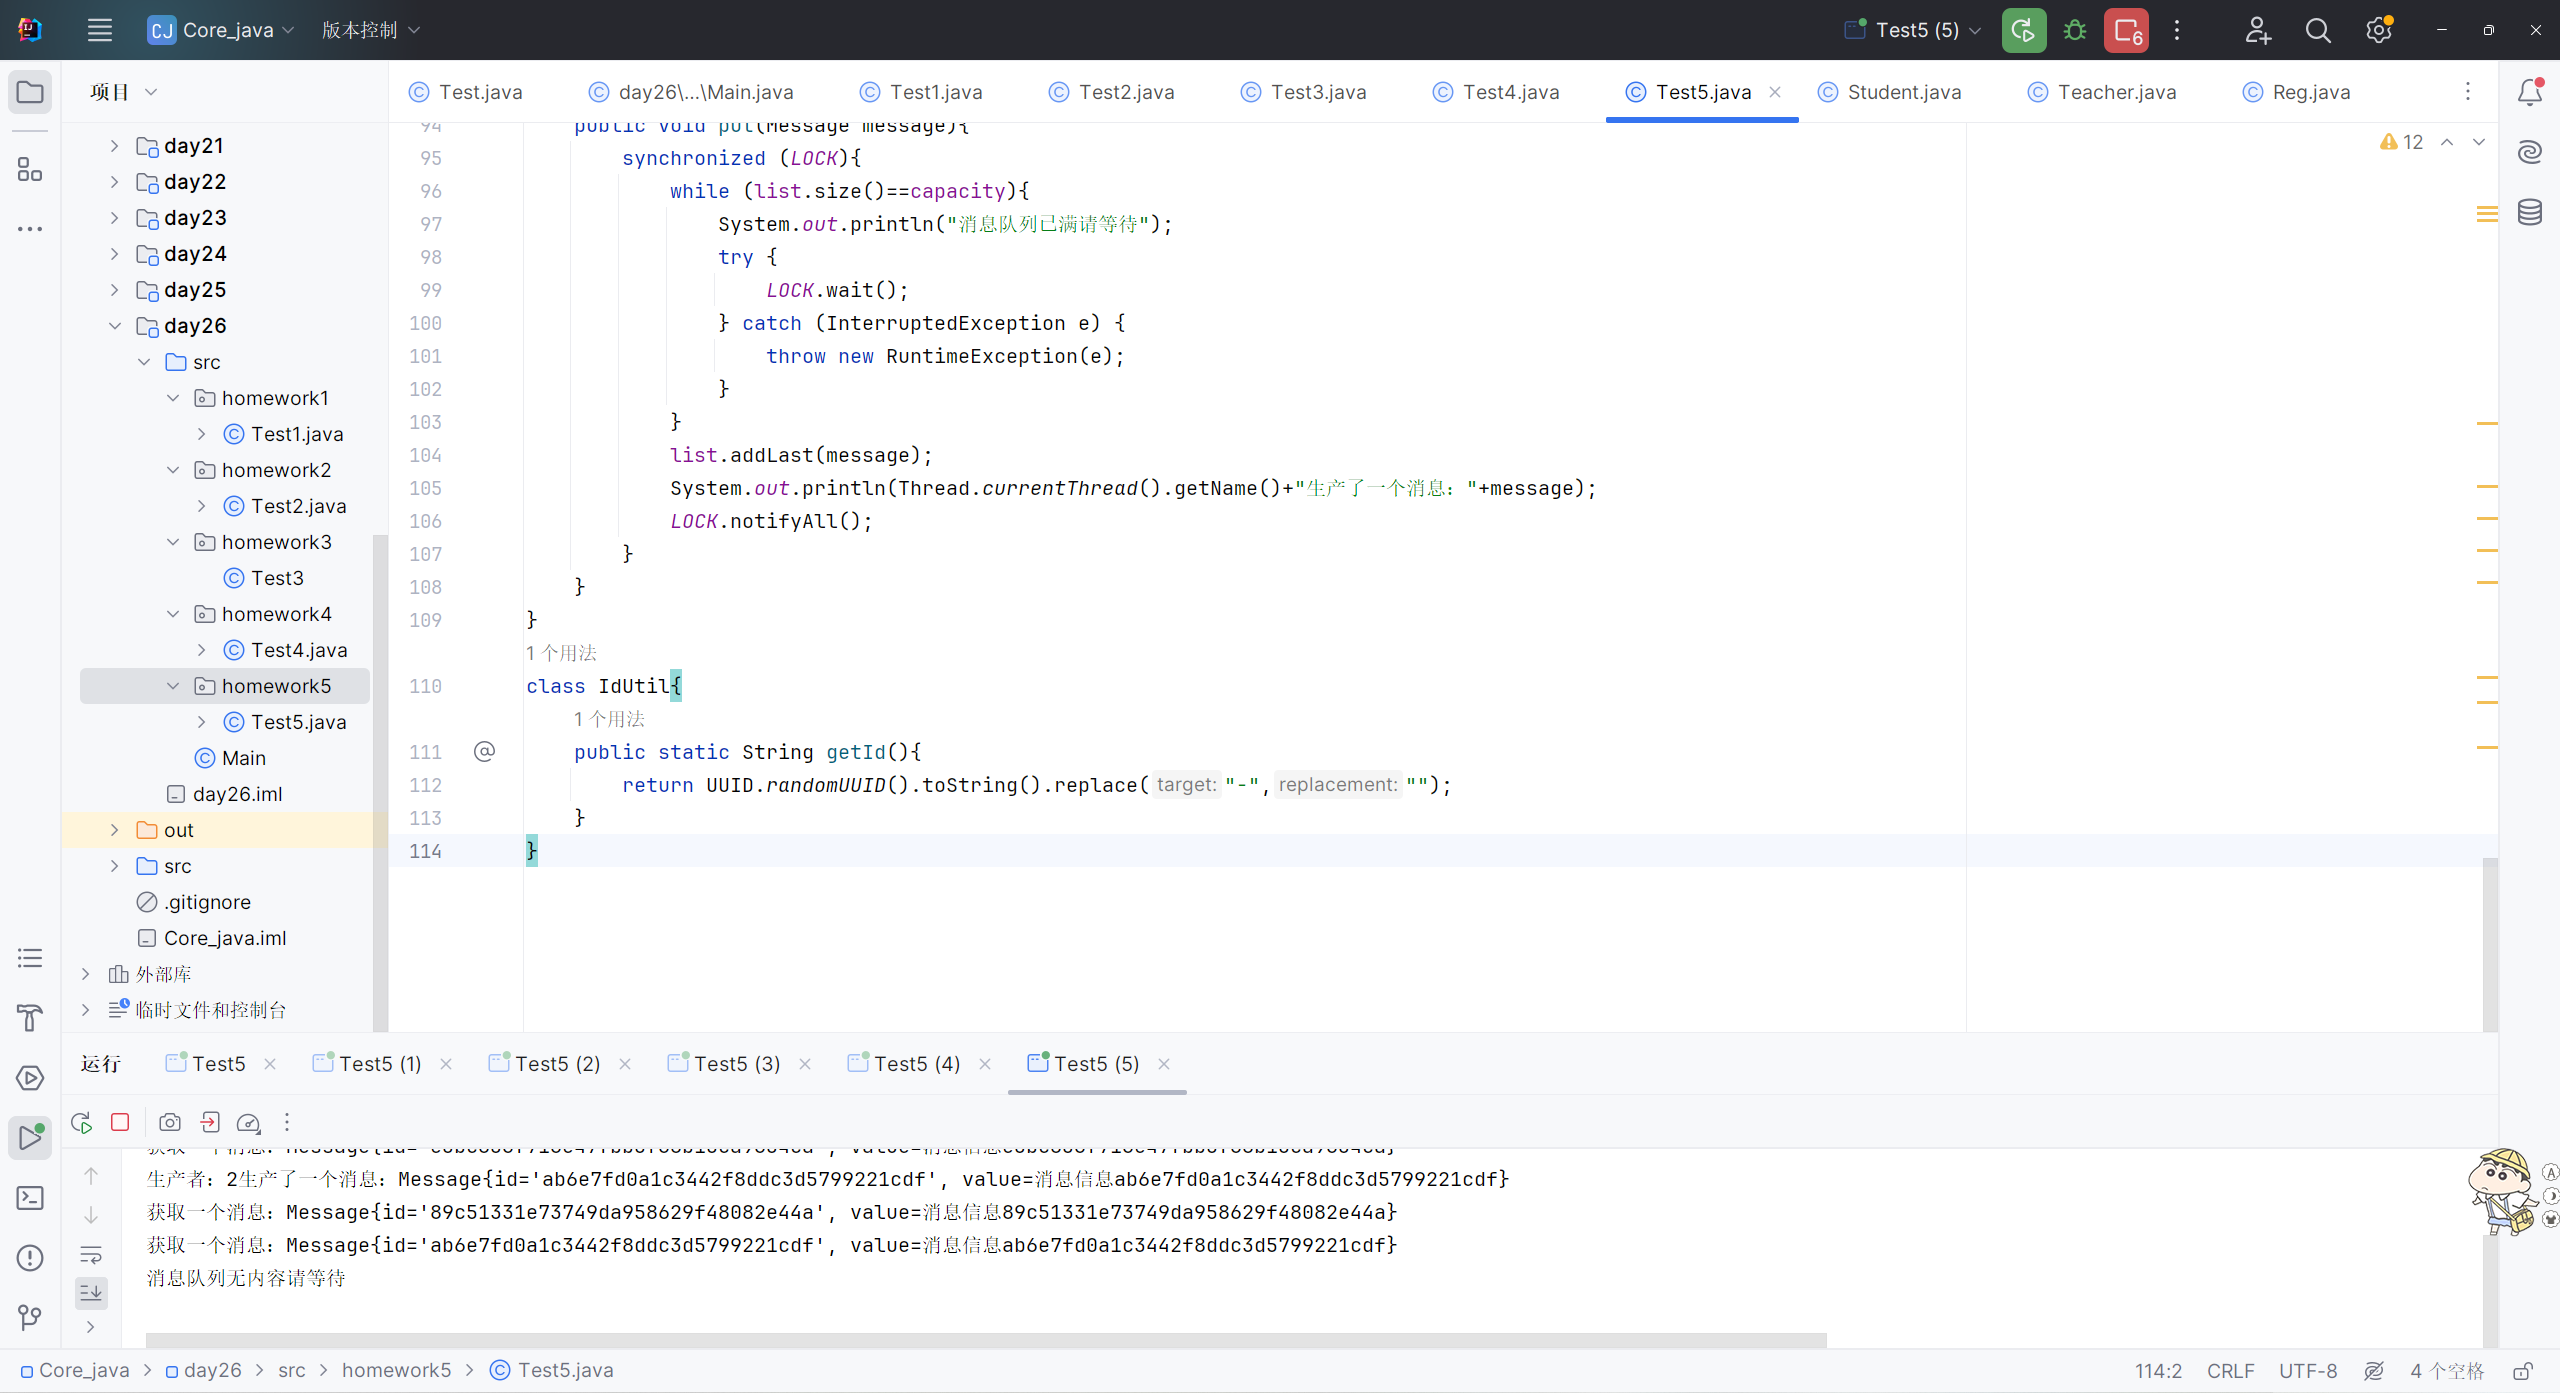 CJ Core_java 版本控制 Test5 (5) 6
项目
Test.java day26\...\Main.java Test1.java Test2.java Test3.java Test4.java Test5.java Student.java Teacher.java Reg.java
day21
day22
day23
day24
day25
day26
src
homework1
Test1.java
homework2
Test2.java
homework3
Test3
homework4
Test4.java
homework5
Test5.java
Main
day26.iml
out
src
.gitignore
Core_java.iml
外部库
临时文件和控制台
12
94 public void put(Message message){
95 synchronized (LOCK){
96 while (list.size()==capacity){
97 System.out.println("消息队列已满请等待");
98 try {
99 LOCK.wait();
100 } catch (InterruptedException e) {
101 throw new RuntimeException(e);
102 }
103 }
104 list.addLast(message);
105 System.out.println(Thread.currentThread().getName()+"生产了一个消息："+message);
106 LOCK.notifyAll();
107 }
108 }
109 }
1 个用法
110 class IdUtil{
1 个用法
111 public static String getId(){
112 return UUID.randomUUID().toString().replace( target: "-", replacement: "");
113 }
114 }
运行 Test5 Test5 (1) Test5 (2) Test5 (3) Test5 (4) Test5 (5)
生产者：2生产了一个消息：Message{id='ab6e7fd0a1c3442f8ddc3d5799221cdf', value=消息信息ab6e7fd0a1c3442f8ddc3d5799221cdf}
获取一个消息：Message{id='89c51331e73749da958629f48082e44a', value=消息信息89c51331e73749da958629f48082e44a}
获取一个消息：Message{id='ab6e7fd0a1c3442f8ddc3d5799221cdf', value=消息信息ab6e7fd0a1c3442f8ddc3d5799221cdf}
消息队列无内容请等待
Core_java > day26 > src > homework5 > Test5.java 114:2 CRLF UTF-8 4 个空格